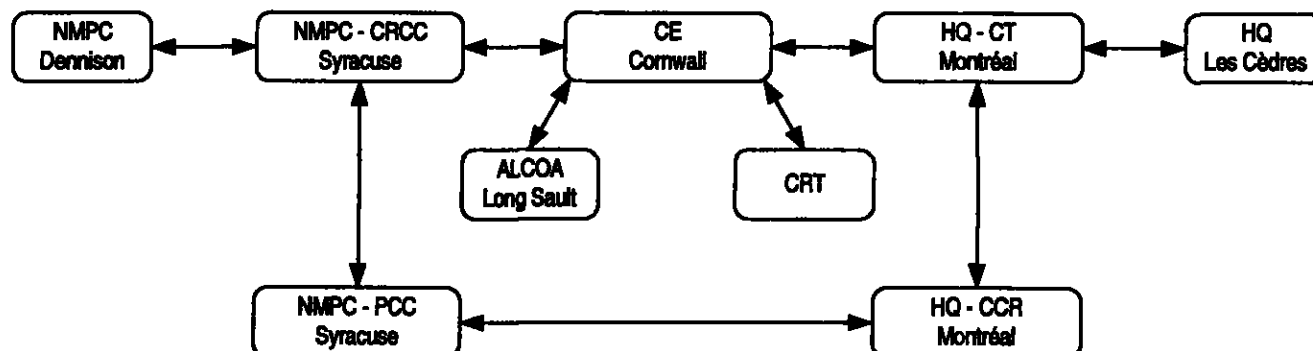 NMPC
Dennison
NMPC - CRCC
Syracuse
CE
Cornwall
HQ - CT
Montréal
HQ
Les Cèdres
ALCOA
Long Sault
CRT
NMPC - PCC
Syracuse
HQ - CCR
Montréal